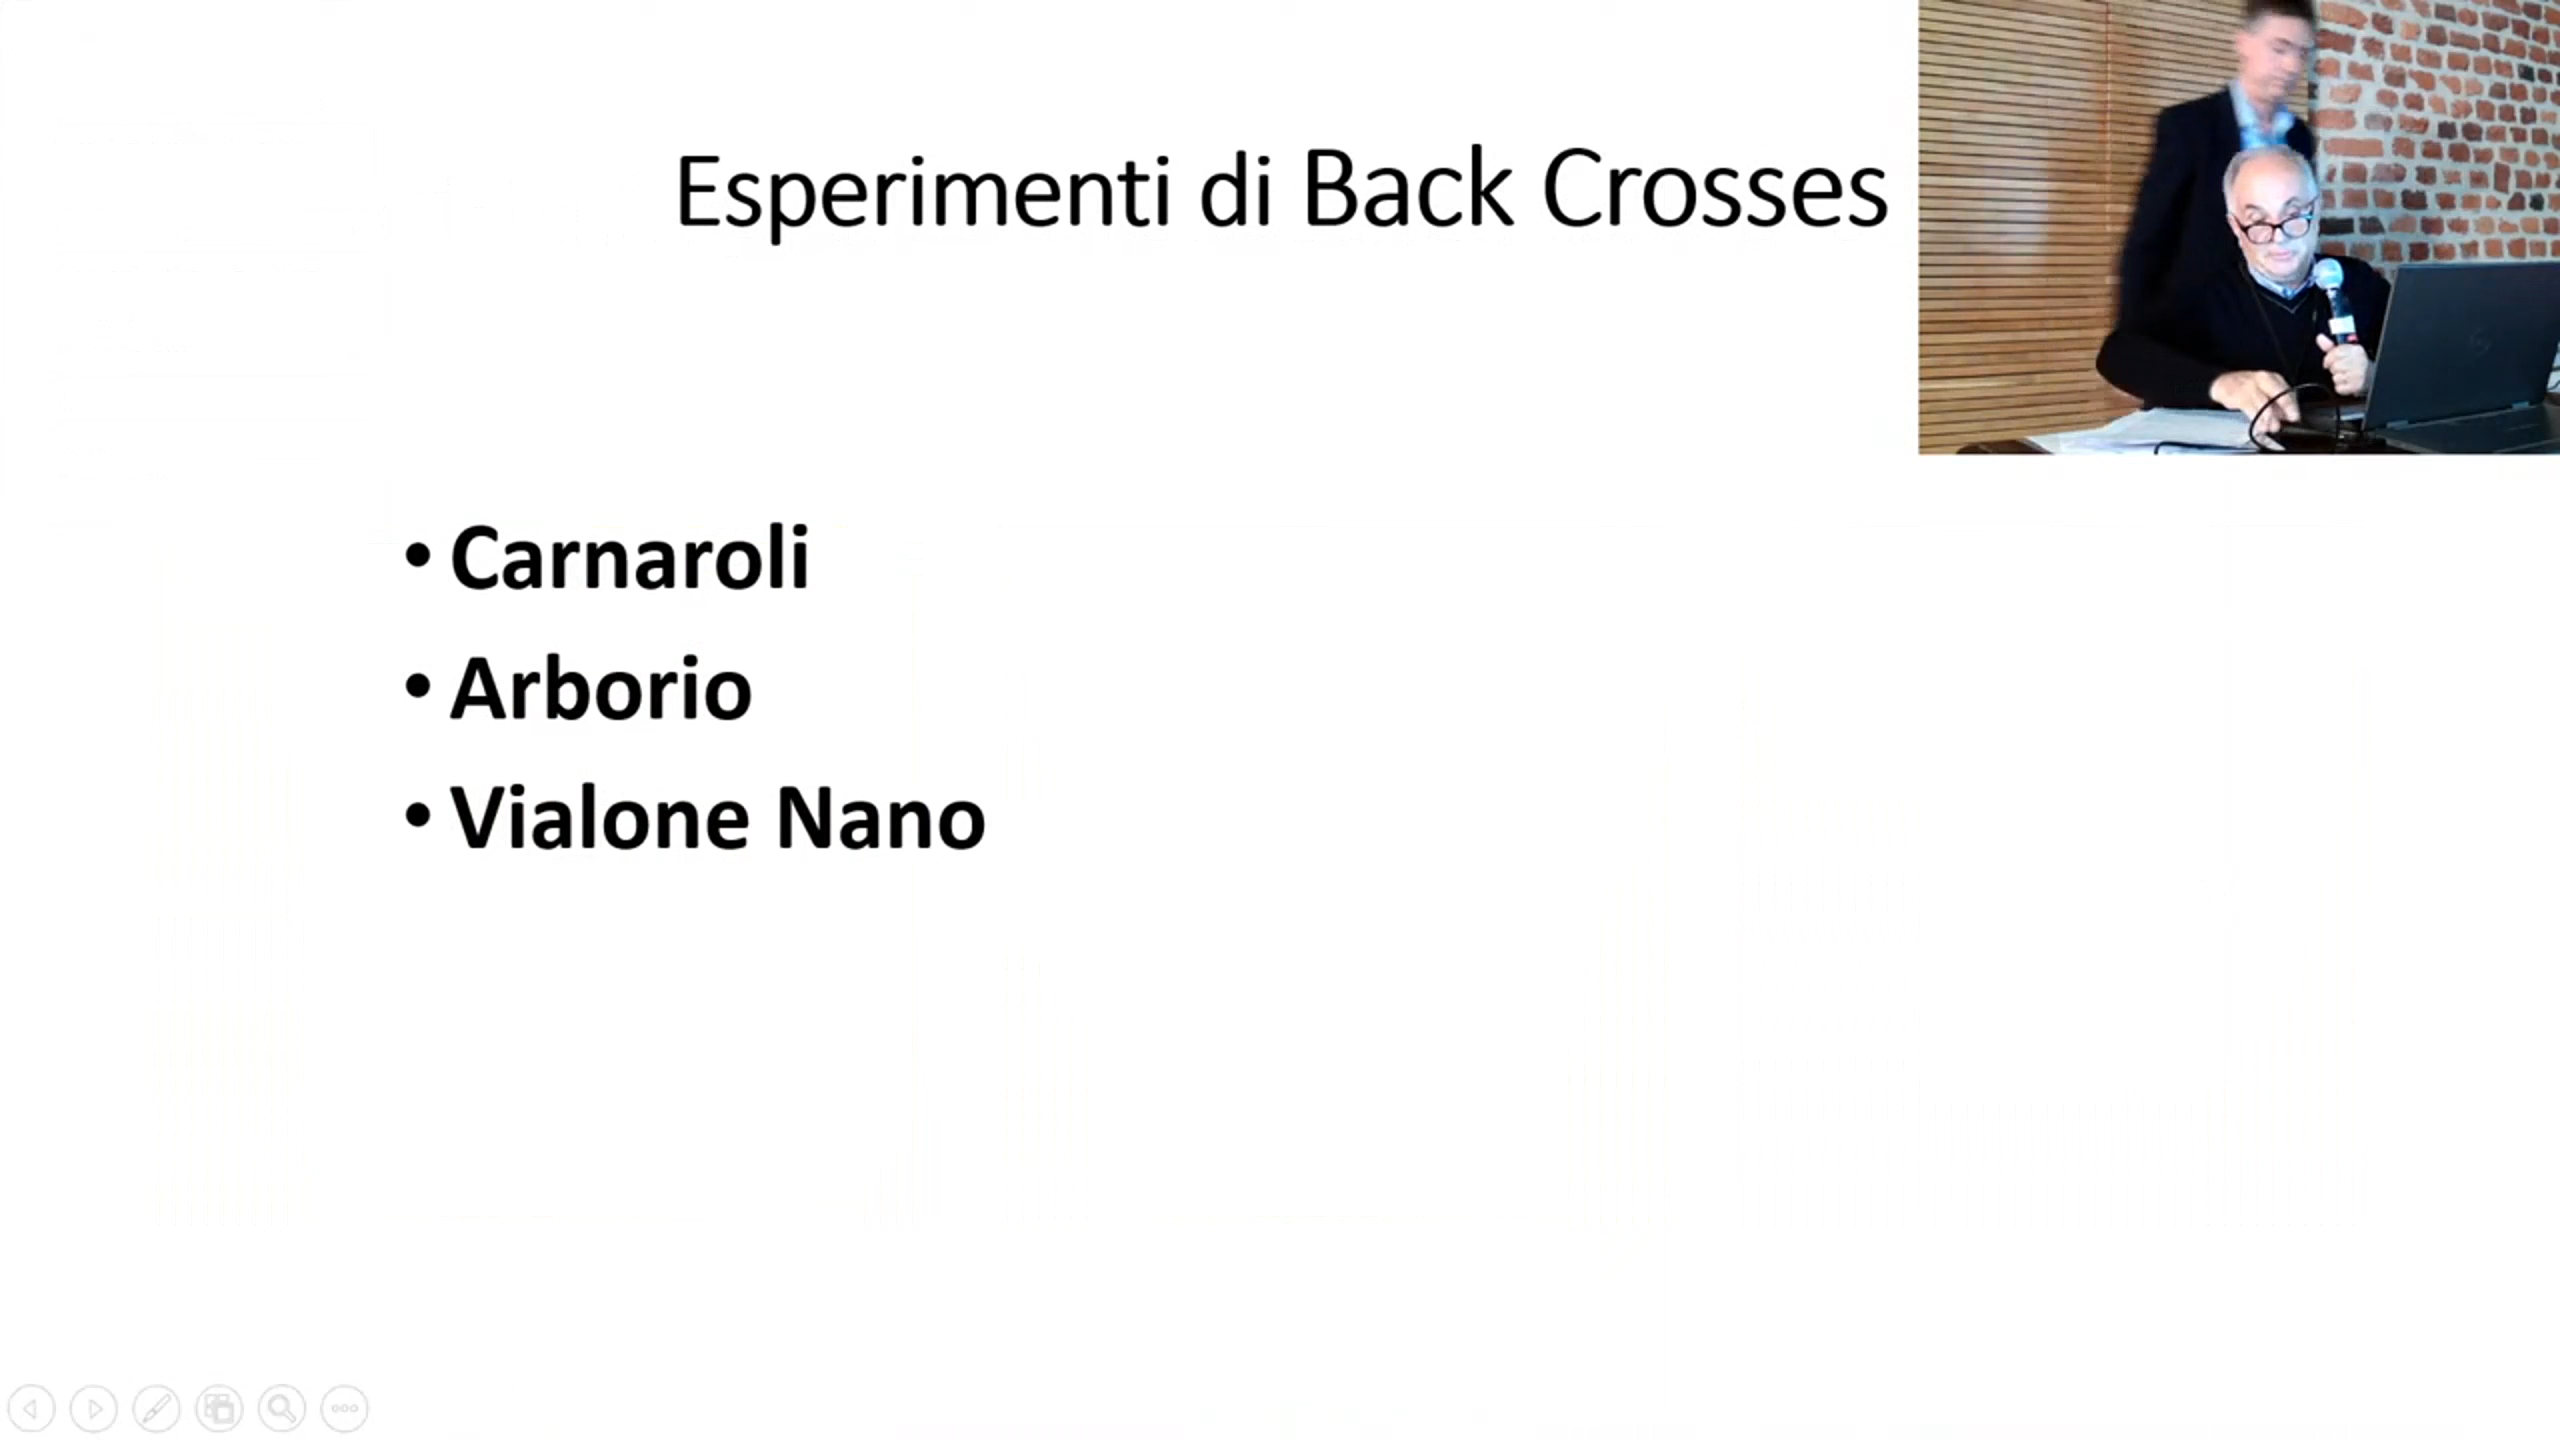 Esperimenti di Back Crosses
• Carnaroli
• Arborio
• Vialone Nano